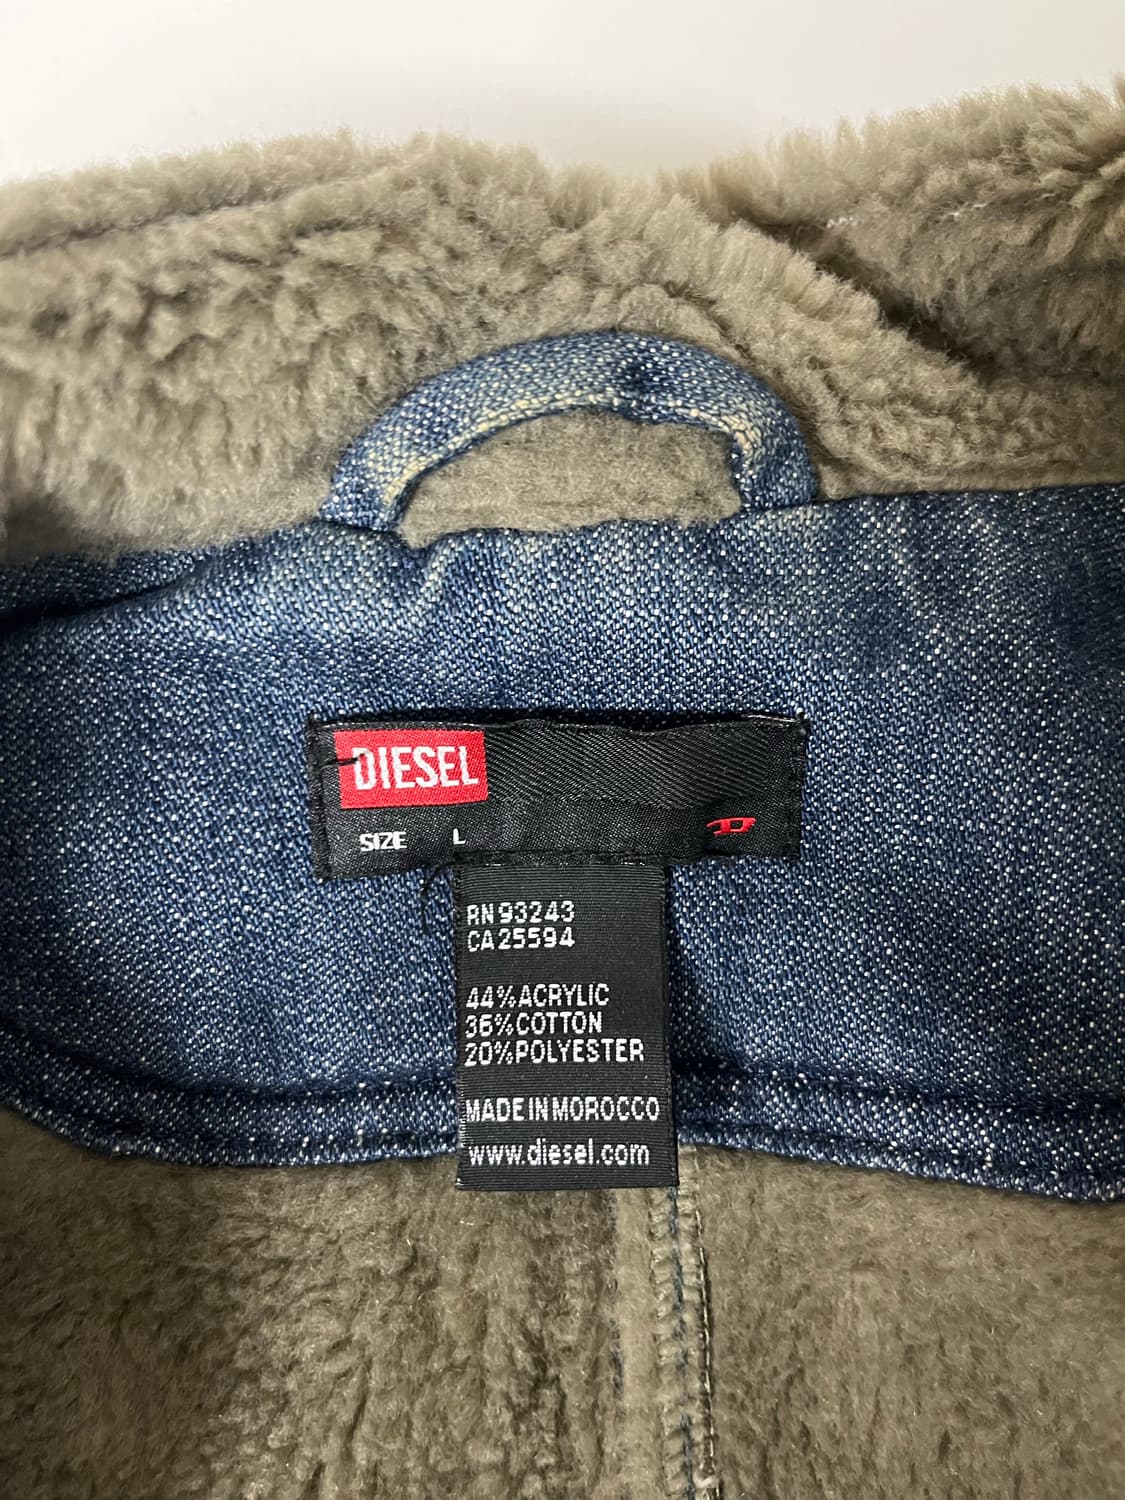 DIESEL
SIZE L
RN 93243
CA 25594
44% ACRYLIC
36% COTTON
20% POLYESTER
MADE IN MOROCCO
www.diesel.com